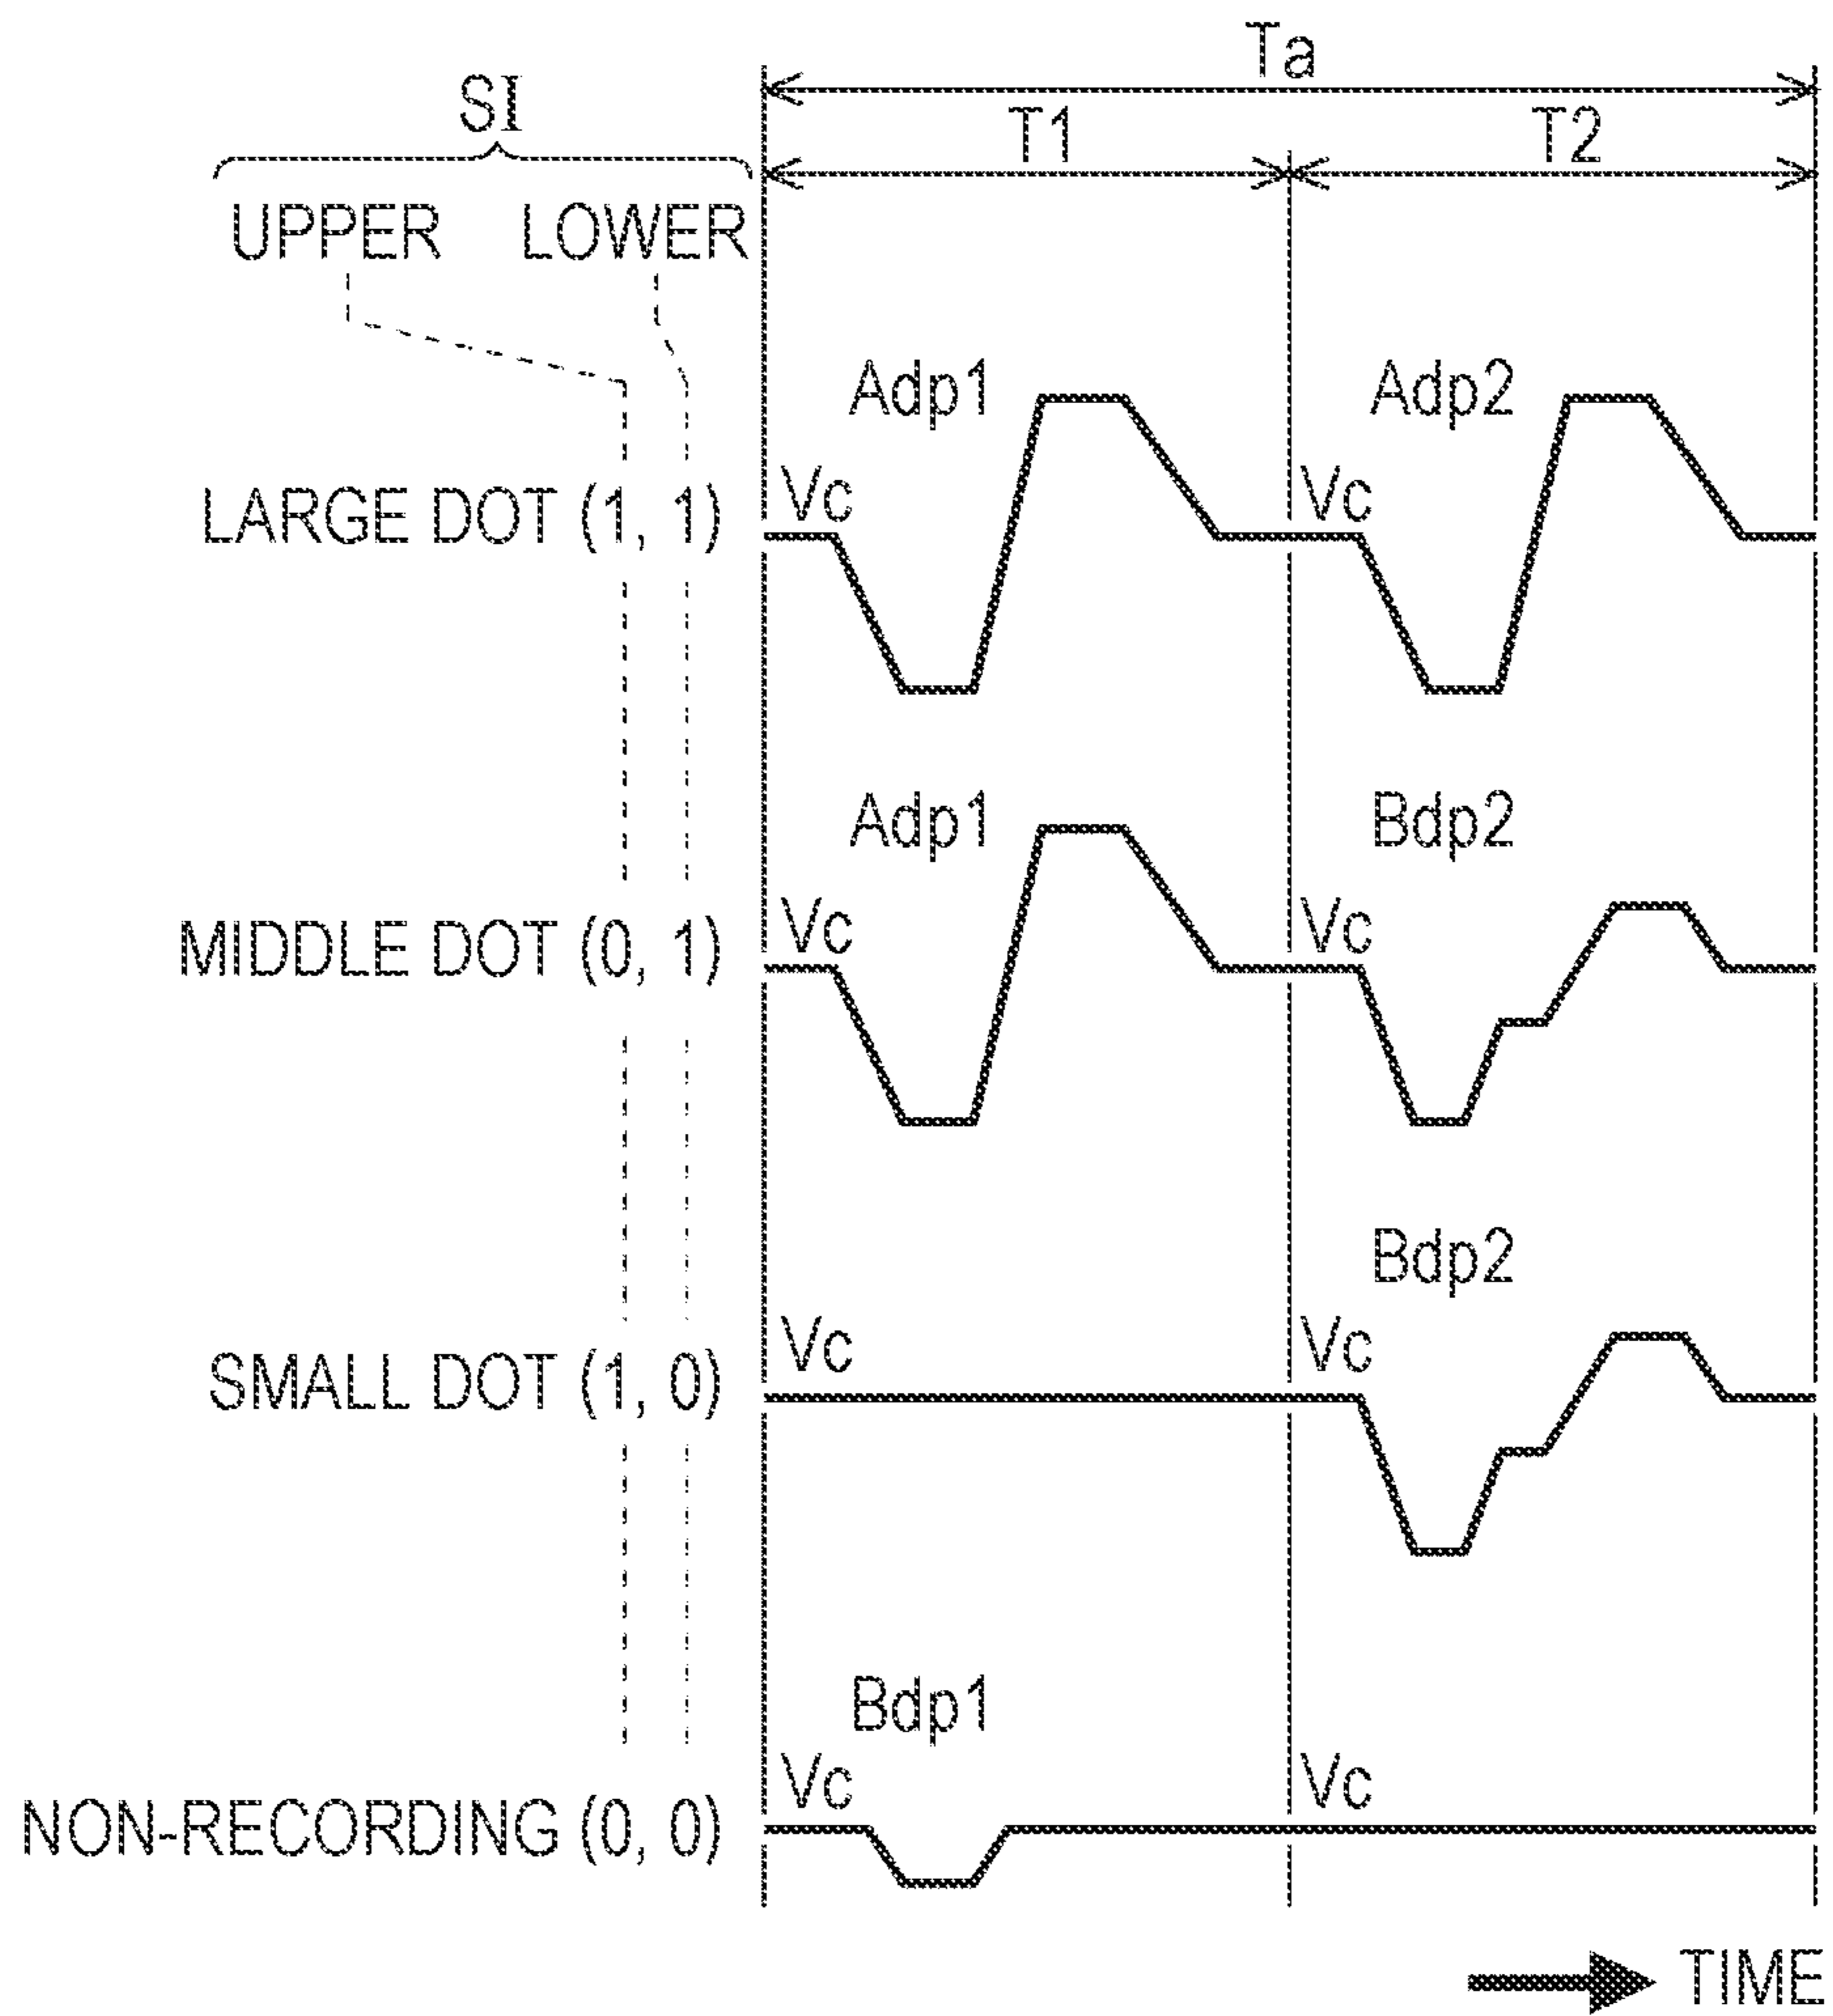 Ta
SI
T1 T2
UPPER LOWER
Adp1 Adp2
Vc Vc
LARGE DOT (1, 1)
Adp1 Bdp2
Vc Vc
MIDDLE DOT (0, 1)
Bdp2
Vc Vc
SMALL DOT (1, 0)
Bdp1
Vc Vc
NON-RECORDING (0, 0)
TIME